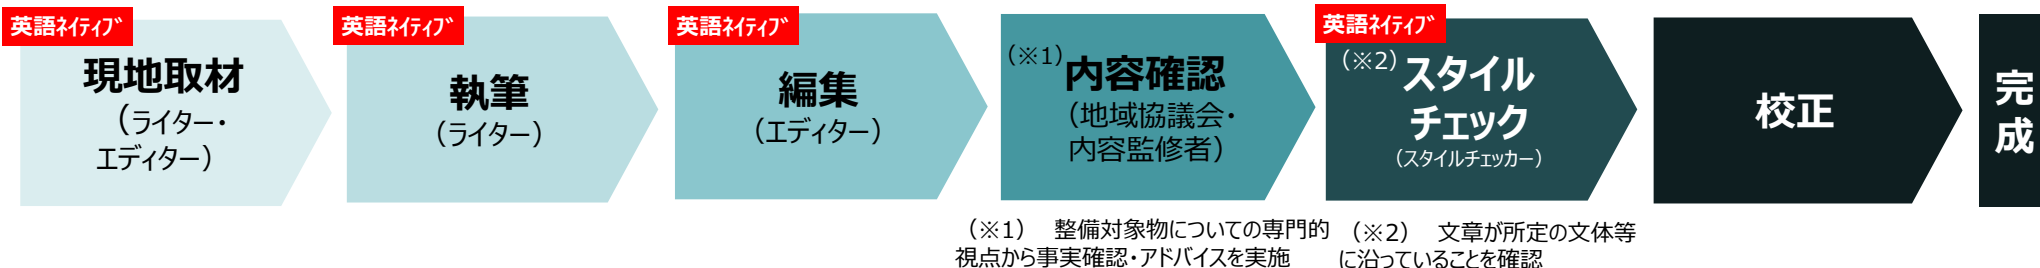 英語ネイティブ
現地取材
（ライター・
エディター）
英語ネイティブ
執筆
（ライター）
英語ネイティブ
編集
（エディター）
（※1）
内容確認
（地域協議会・
内容監修者）
英語ネイティブ
（※2）
スタイル
チェック
（スタイルチェッカー）
校正
完成
（※1）　整備対象物についての専門的
視点から事実確認・アドバイスを実施
（※2）　文章が所定の文体等
に沿っていることを確認